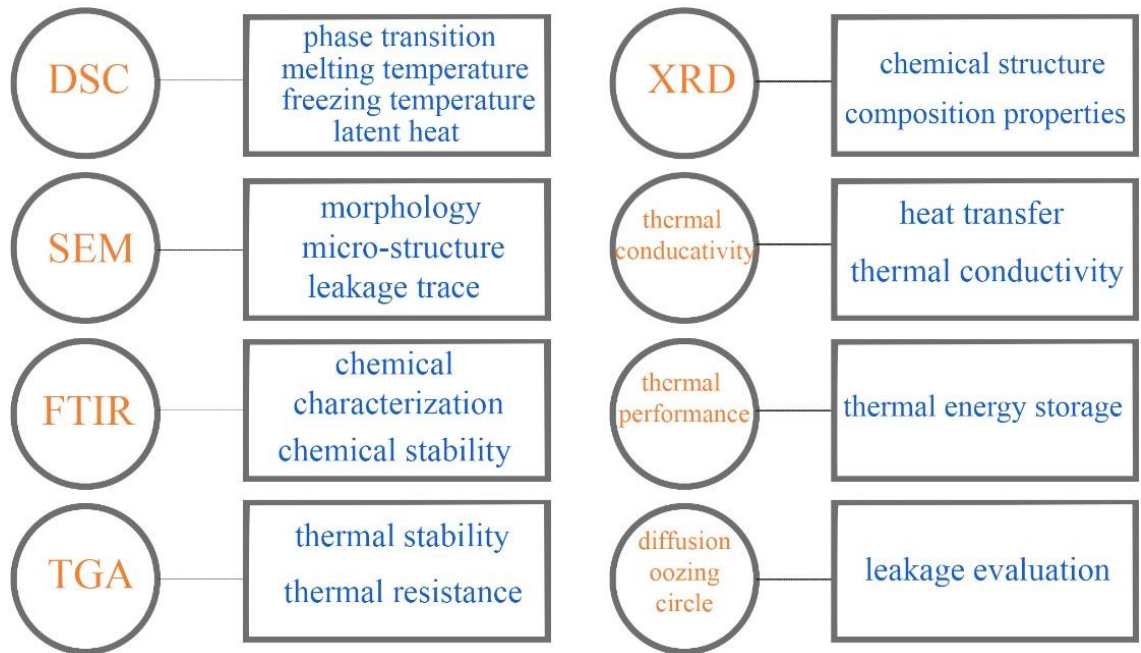 DSC
phase transition
melting temperature
freezing temperature
latent heat
XRD
chemical structure
composition properties
SEM
morphology
micro-structure
leakage trace
thermal
conducativity
heat transfer
thermal conductivity
FTIR
chemical
characterization
chemical stability
thermal
performance
thermal energy storage
TGA
thermal stability
thermal resistance
diffusion
oozing
circle
leakage evaluation